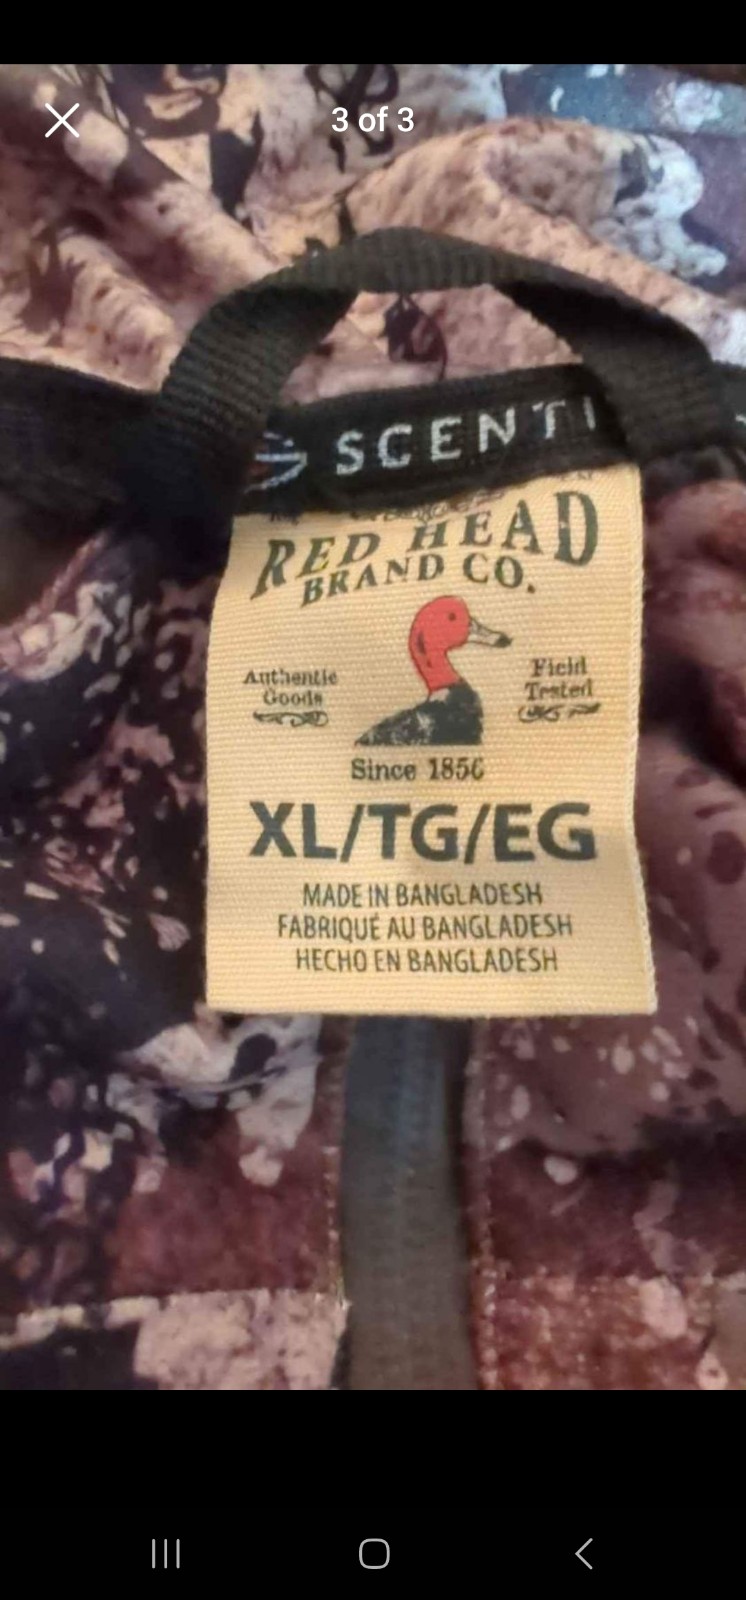 3 of 3
SCENT
RED HEAD
BRAND CO.
Authentic
Goods
Field
Tested
Since 1856
XL/TG/EG
MADE IN BANGLADESH
FABRIQUÉ AU BANGLADESH
HECHO EN BANGLADESH